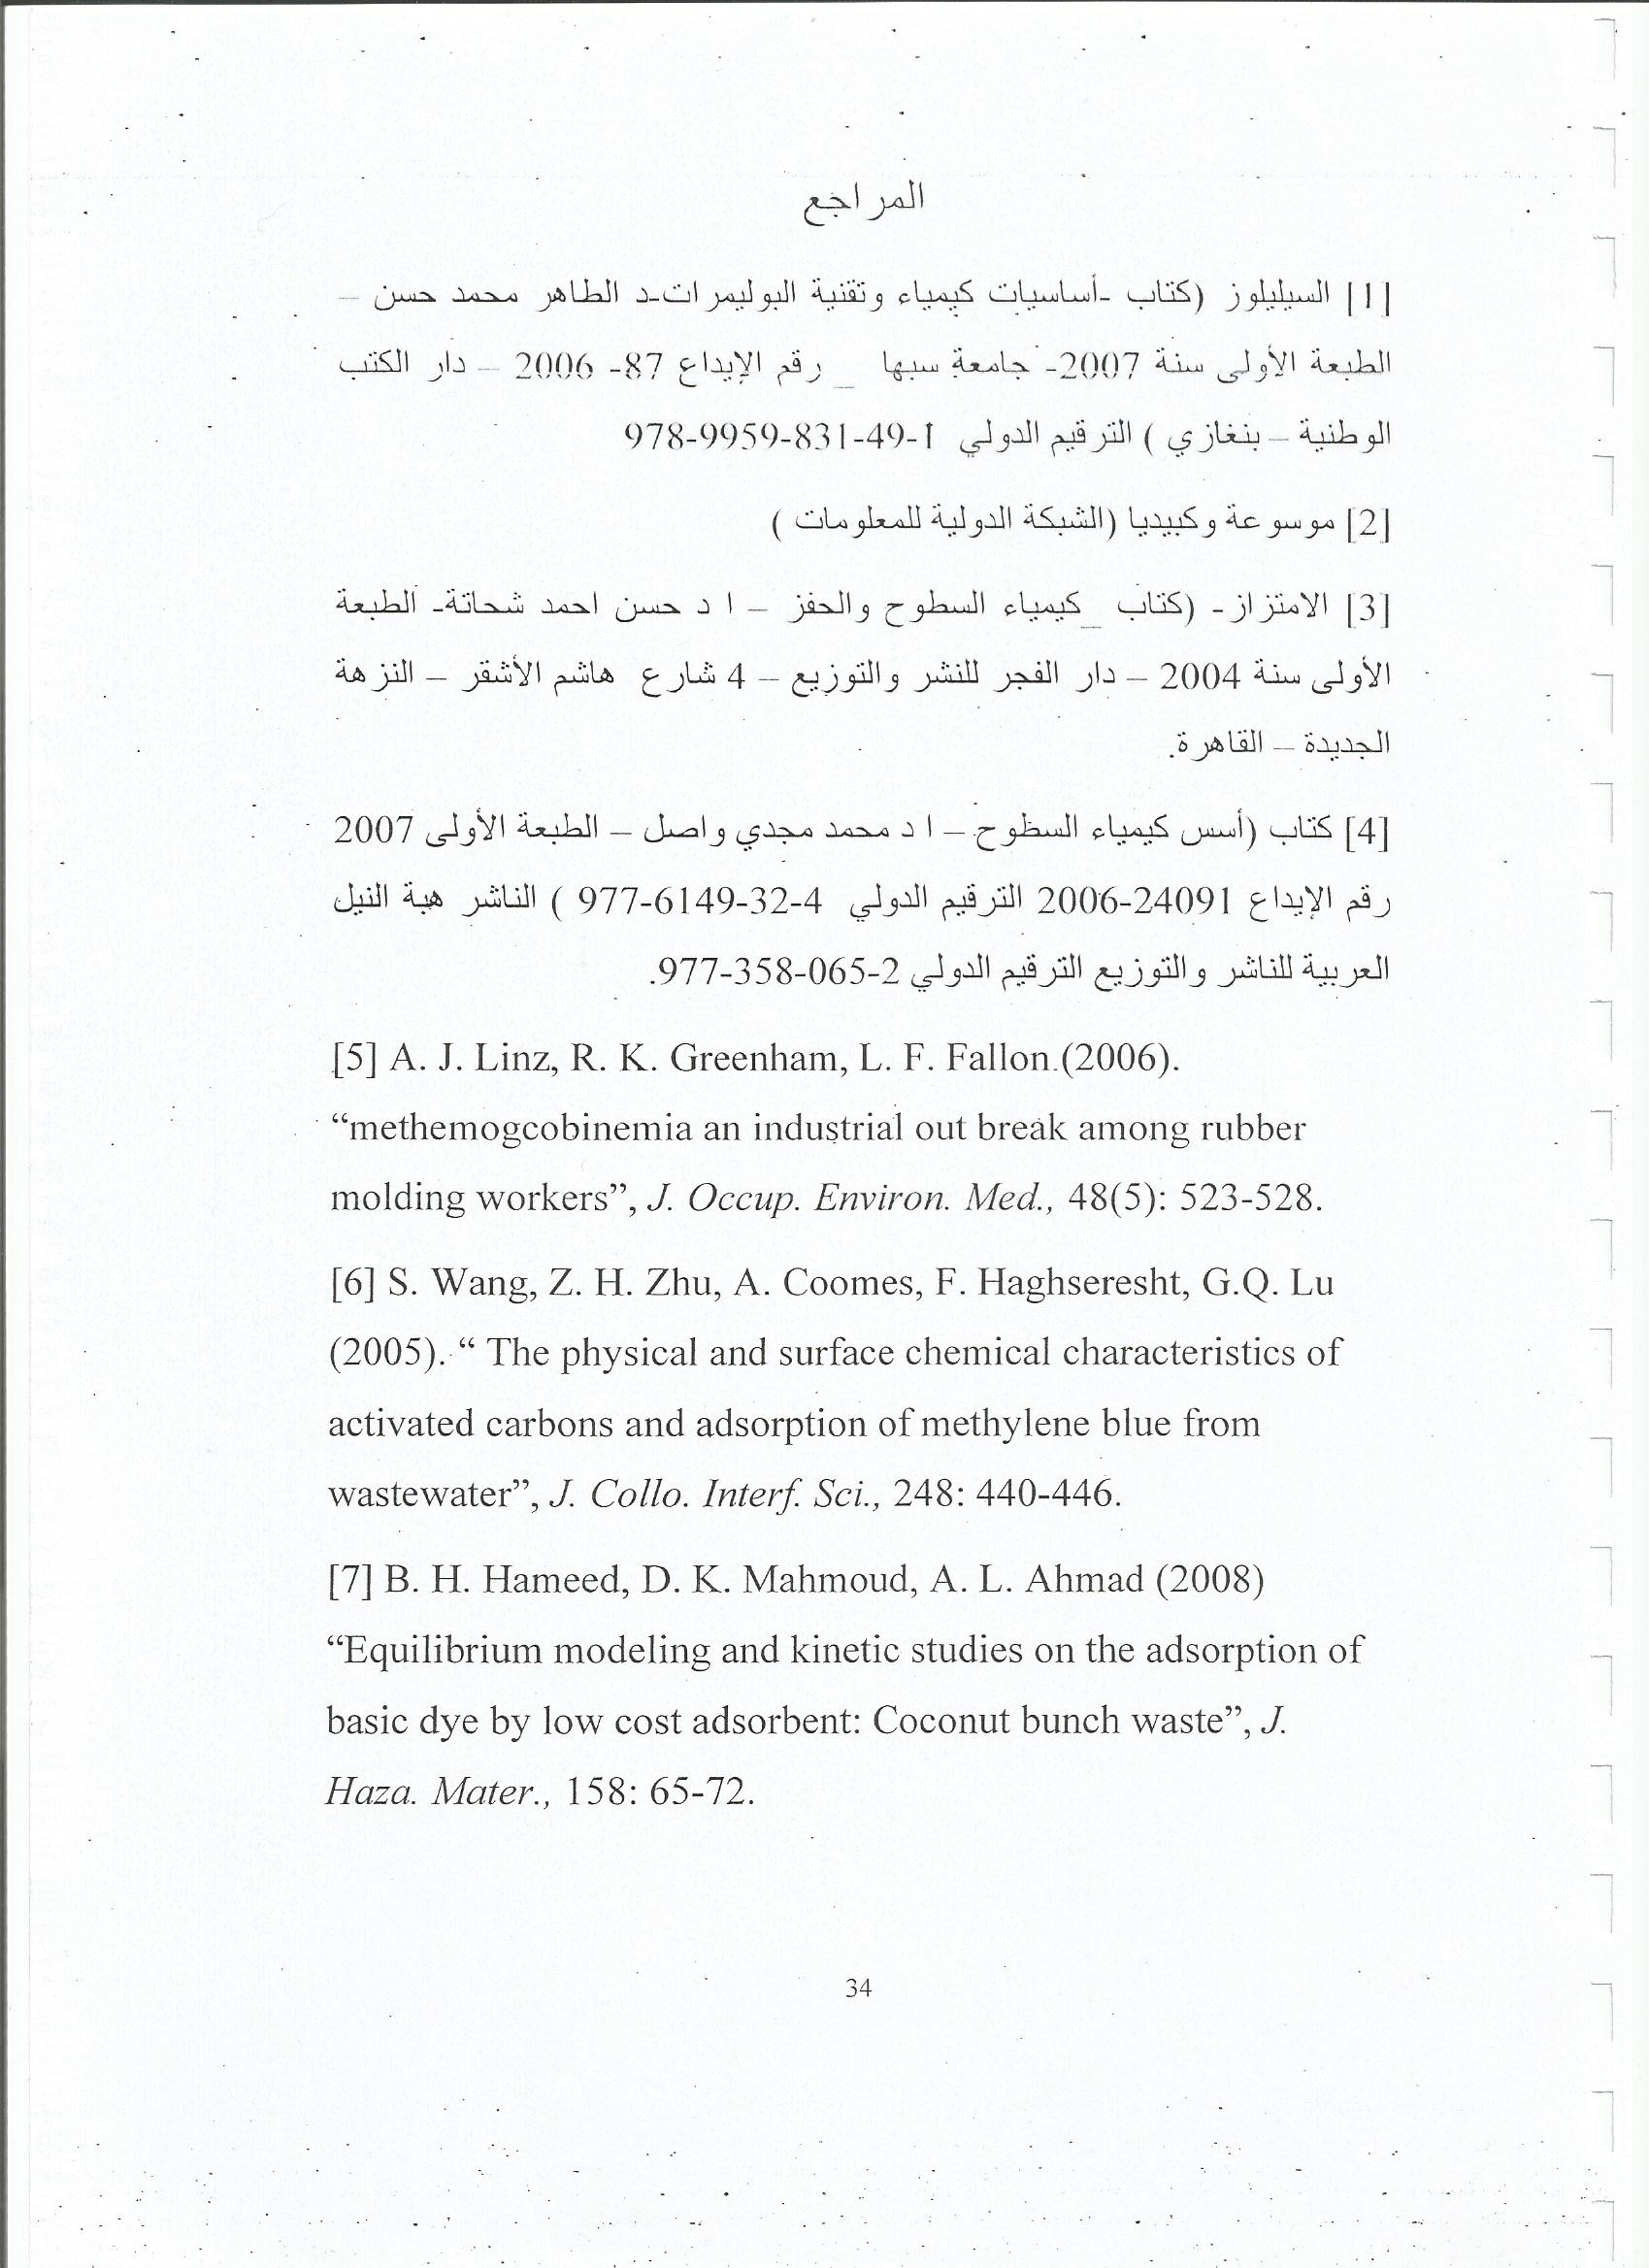 المراجع
[1] السيليلوز (كتاب -أساسيات كيمياء وتقنية البوليمرات-د الطاهر محمد حسن –
الطبعة الأولى سنة 2007- جامعة سبها _ رقم الإيداع 87- 2006 – دار الكتب
الوطنية – بنغازي ) الترقيم الدولي 1-49-831-9959-978
[2] موسوعة وكبيديا (الشبكة الدولية للمعلومات )
[3] الامتزاز- (كتاب _كيمياء السطوح والحفز – ا د حسن احمد شحاتة- الطبعة
الأولى سنة 2004 – دار الفجر للنشر والتوزيع – 4 شارع هاشم الأشقر – النزهة
الجديدة – القاهرة.
[4] كتاب (أسس كيمياء السظوح – ا د محمد مجدي واصل – الطبعة الأولى 2007
رقم الإيداع 24091-2006 الترقيم الدولي 4-32-6149-977 ) الناشر هبة النيل
العربية للناشر والتوزيع الترقيم الدولي 2-065-358-977.
[5] A. J. Linz, R. K. Greenham, L. F. Fallon.(2006).
“methemogcobinemia an industrial out break among rubber
molding workers”, J. Occup. Environ. Med., 48(5): 523-528.
[6] S. Wang, Z. H. Zhu, A. Coomes, F. Haghseresht, G.Q. Lu
(2005). “ The physical and surface chemical characteristics of
activated carbons and adsorption of methylene blue from
wastewater”, J. Collo. Interf. Sci., 248: 440-446.
[7] B. H. Hameed, D. K. Mahmoud, A. L. Ahmad (2008)
“Equilibrium modeling and kinetic studies on the adsorption of
basic dye by low cost adsorbent: Coconut bunch waste”, J.
Haza. Mater., 158: 65-72.
34